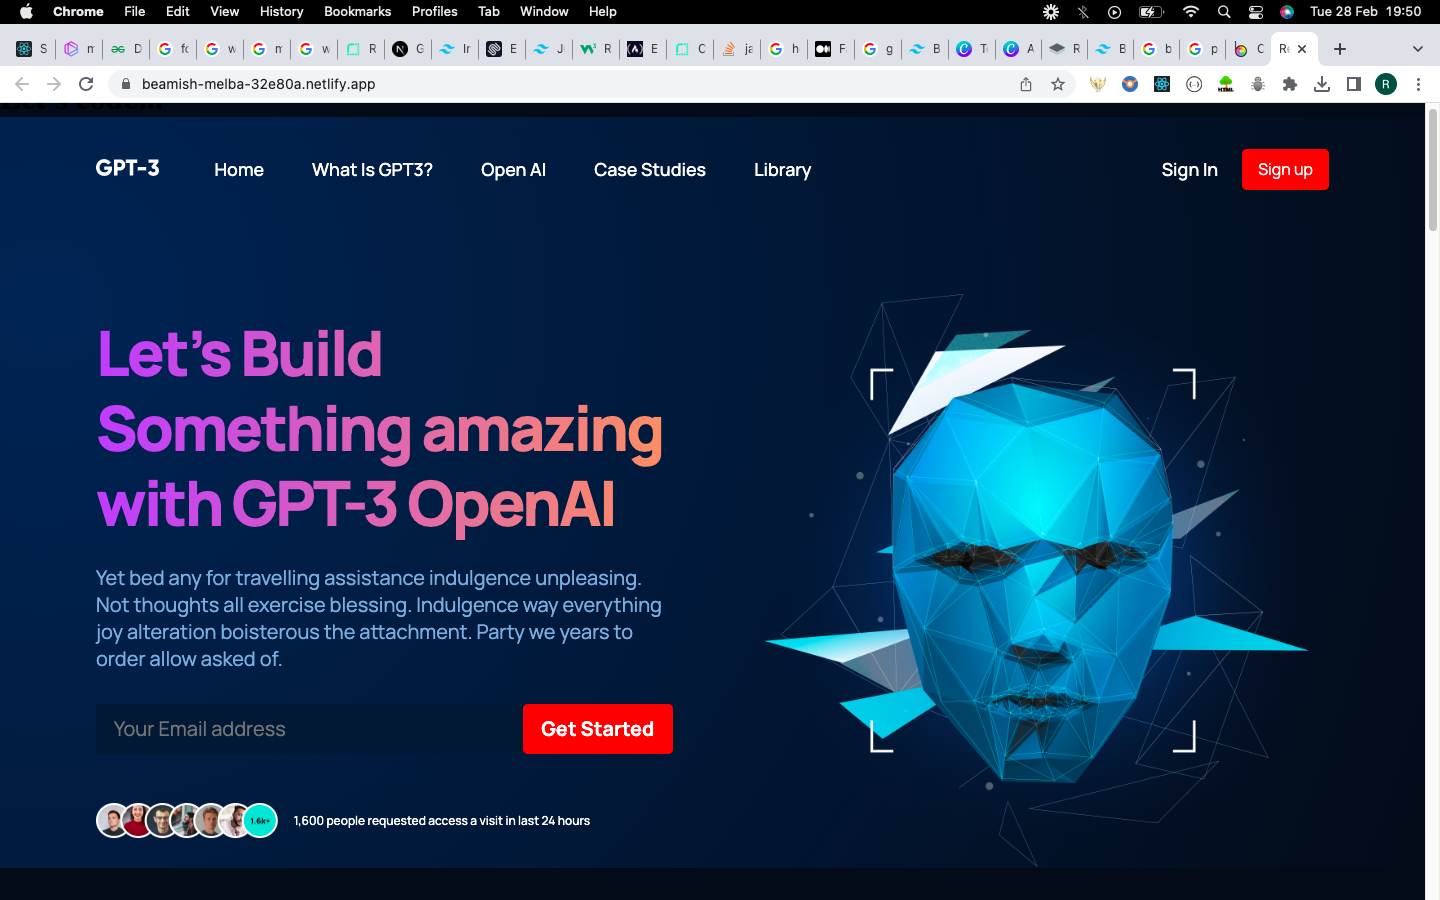 Chrome File Edit View History Bookmarks Profiles Tab Window Help Tue 28 Feb 19:50
S m D G fc G w G m G w R N G Ir E J R E C ja G h F G g B C T C A R B G b G p C Re
beamish-melba-32e80a.netlify.app R
GPT-3 Home What Is GPT3? Open AI Case Studies Library Sign In Sign up
Let's Build
Something amazing
with GPT-3 OpenAI
Yet bed any for travelling assistance indulgence unpleasing.
Not thoughts all exercise blessing. Indulgence way everything
joy alteration boisterous the attachment. Party we years to
order allow asked of.
Your Email address Get Started
1.6k+ 1,600 people requested access a visit in last 24 hours